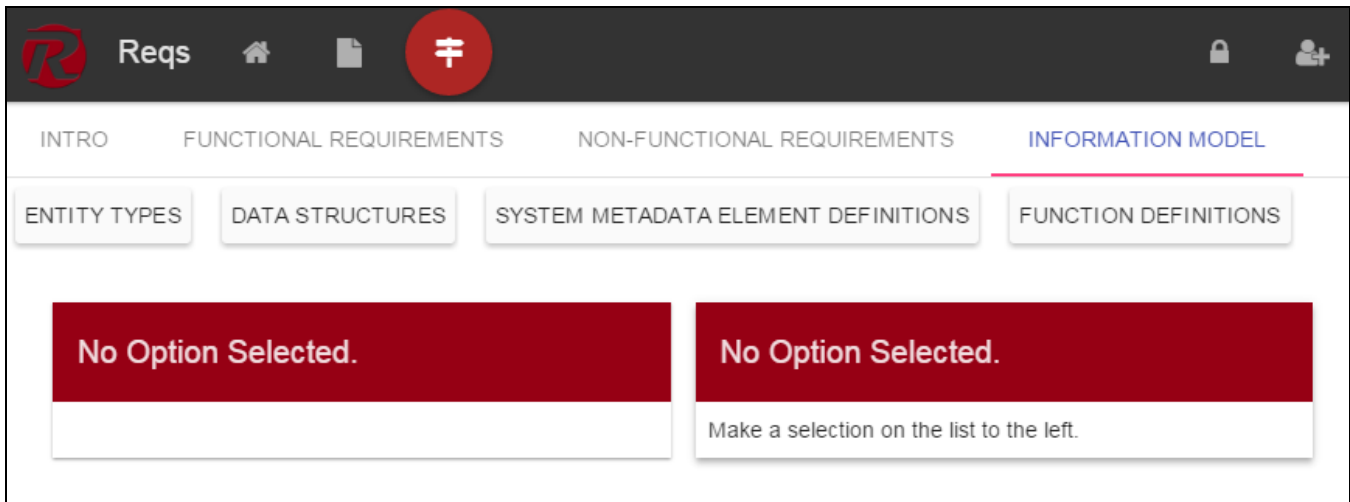 R Reqs
INTRO FUNCTIONAL REQUIREMENTS NON-FUNCTIONAL REQUIREMENTS INFORMATION MODEL
ENTITY TYPES DATA STRUCTURES SYSTEM METADATA ELEMENT DEFINITIONS FUNCTION DEFINITIONS
No Option Selected. No Option Selected.
Make a selection on the list to the left.